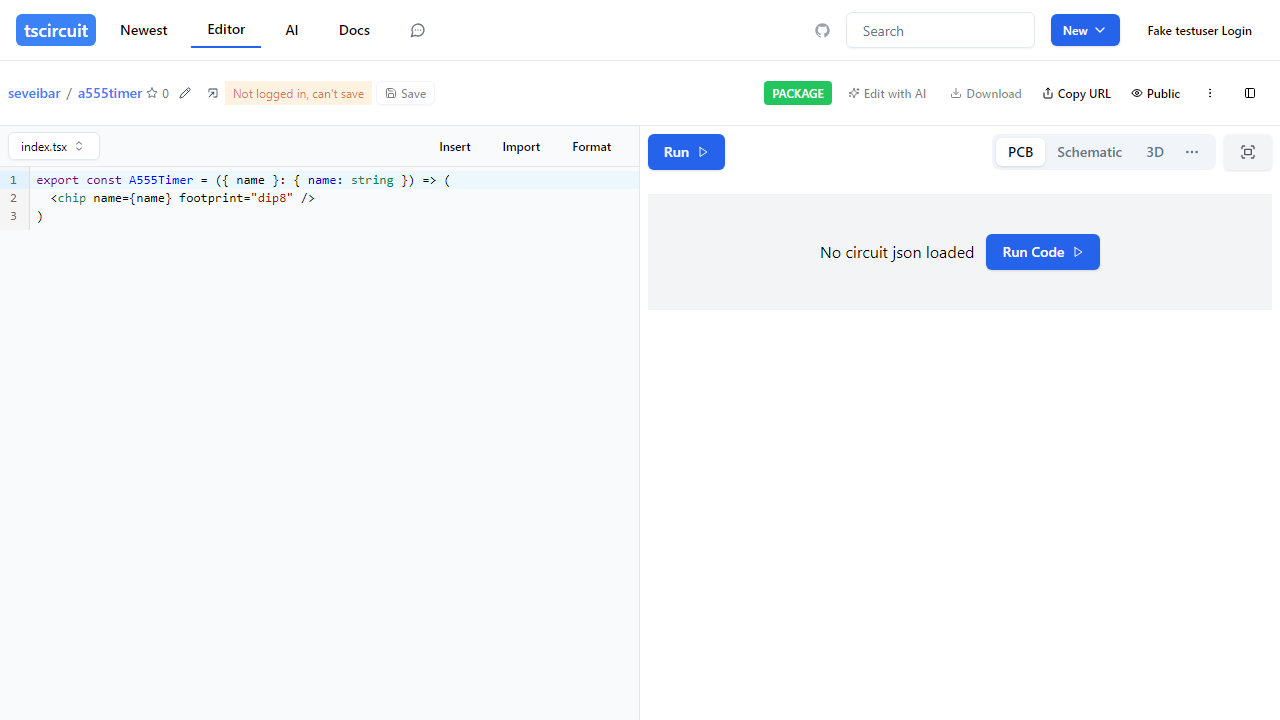 tscircuit Newest Editor AI Docs Search New Fake testuser Login
seveibar / a555timer 0 Not logged in, can't save Save PACKAGE Edit with AI Download Copy URL Public
index.tsx Insert Import Format Run PCB Schematic 3D
1 export const A555Timer = ({ name }: { name: string }) => (
2 <chip name={name} footprint="dip8" />
3 )
No circuit json loaded Run Code